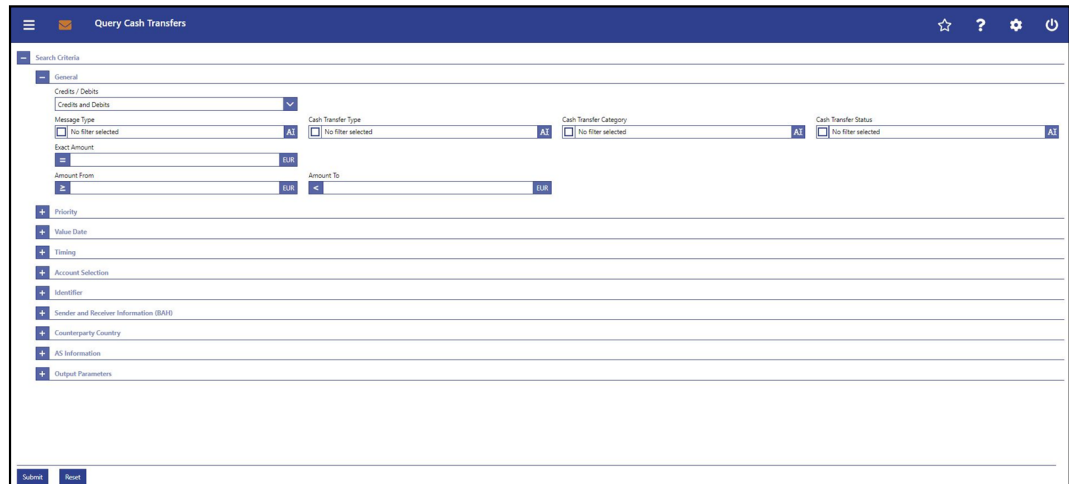 Query Cash Transfers
?
− Search Criteria
− General
Credits / Debits
Credits and Debits
Message Type Cash Transfer Type Cash Transfer Category Cash Transfer Status
No filter selected AI No filter selected AI No filter selected AI No filter selected AI
Exact Amount
= EUR
Amount From Amount To
≥ EUR < EUR
+ Priority
+ Value Date
+ Timing
+ Account Selection
+ Identifier
+ Sender and Receiver Information (BAH)
+ Counterparty Country
+ AS Information
+ Output Parameters
Submit Reset